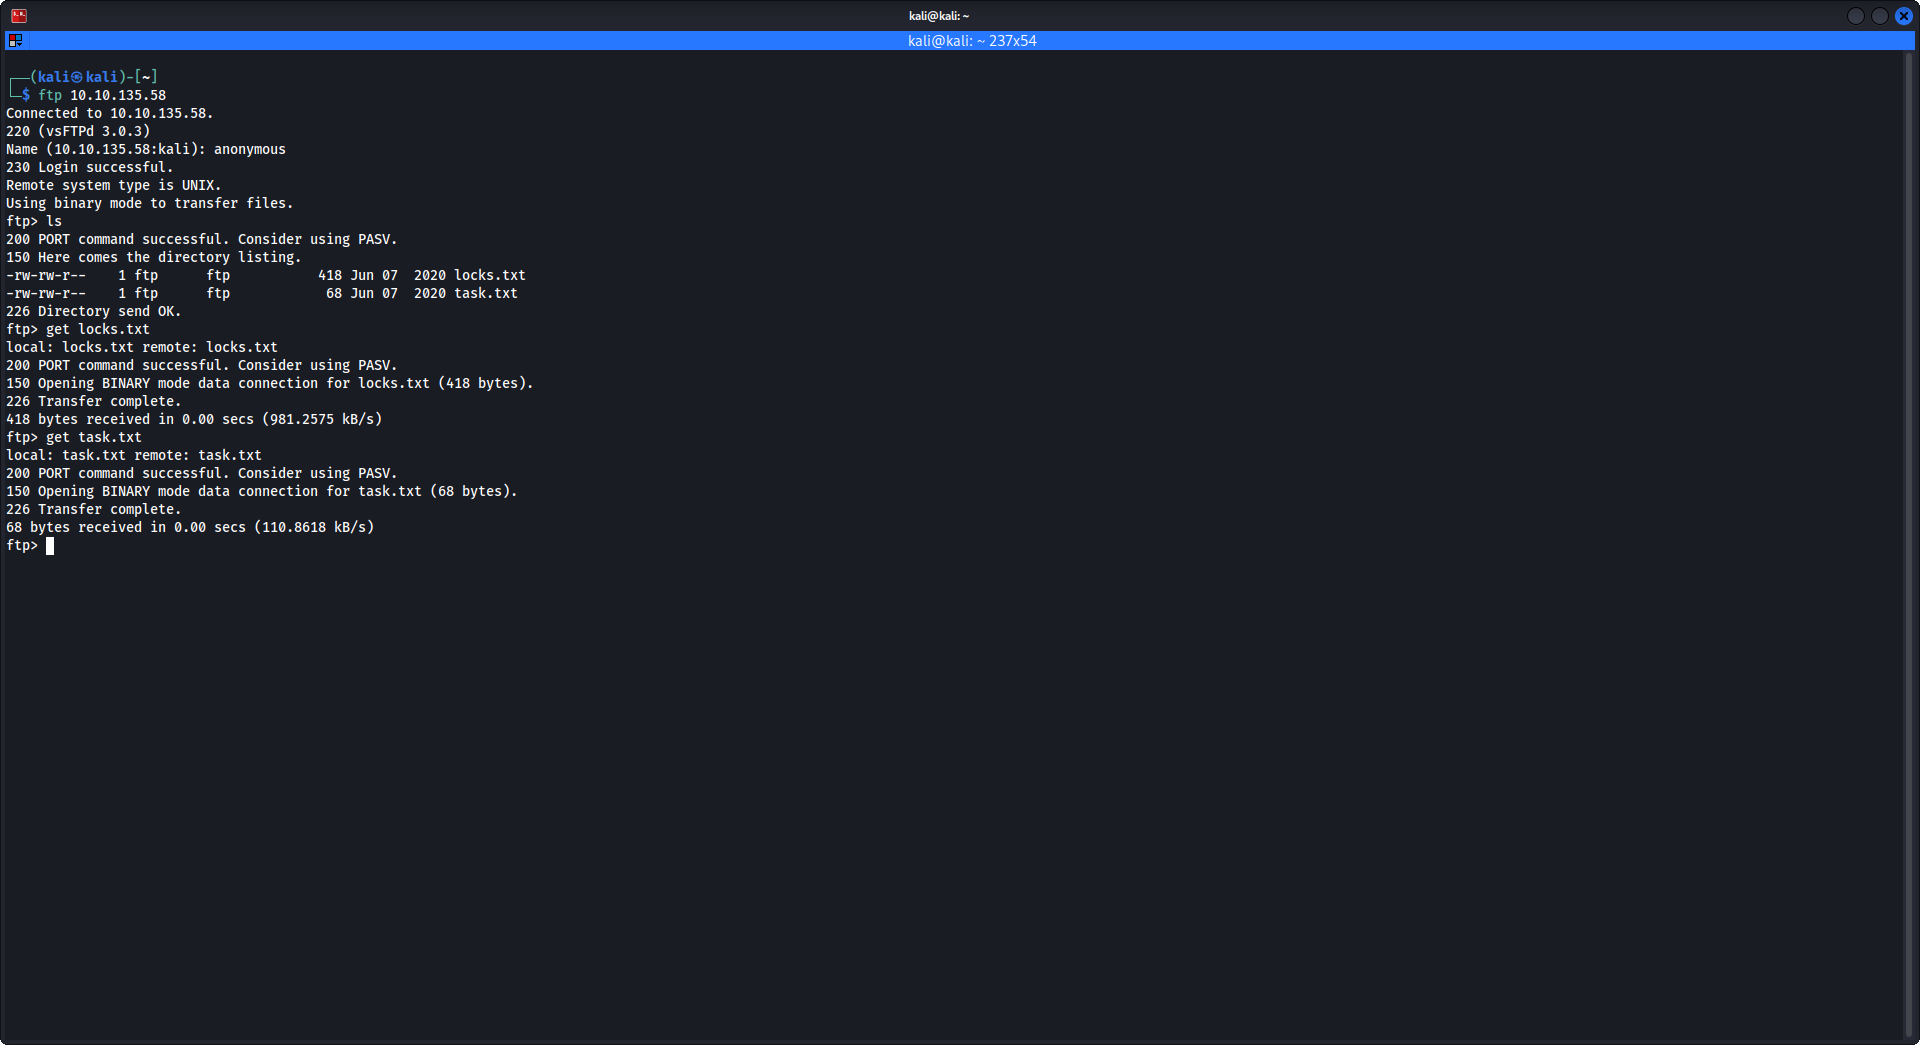 kali@kali: ~
kali@kali: ~ 237x54
┌──(kali㉿kali)-[~]
└─$ ftp 10.10.135.58
Connected to 10.10.135.58.
220 (vsFTPd 3.0.3)
Name (10.10.135.58:kali): anonymous
230 Login successful.
Remote system type is UNIX.
Using binary mode to transfer files.
ftp> ls
200 PORT command successful. Consider using PASV.
150 Here comes the directory listing.
-rw-rw-r--    1 ftp      ftp           418 Jun 07  2020 locks.txt
-rw-rw-r--    1 ftp      ftp            68 Jun 07  2020 task.txt
226 Directory send OK.
ftp> get locks.txt
local: locks.txt remote: locks.txt
200 PORT command successful. Consider using PASV.
150 Opening BINARY mode data connection for locks.txt (418 bytes).
226 Transfer complete.
418 bytes received in 0.00 secs (981.2575 kB/s)
ftp> get task.txt
local: task.txt remote: task.txt
200 PORT command successful. Consider using PASV.
150 Opening BINARY mode data connection for task.txt (68 bytes).
226 Transfer complete.
68 bytes received in 0.00 secs (110.8618 kB/s)
ftp>